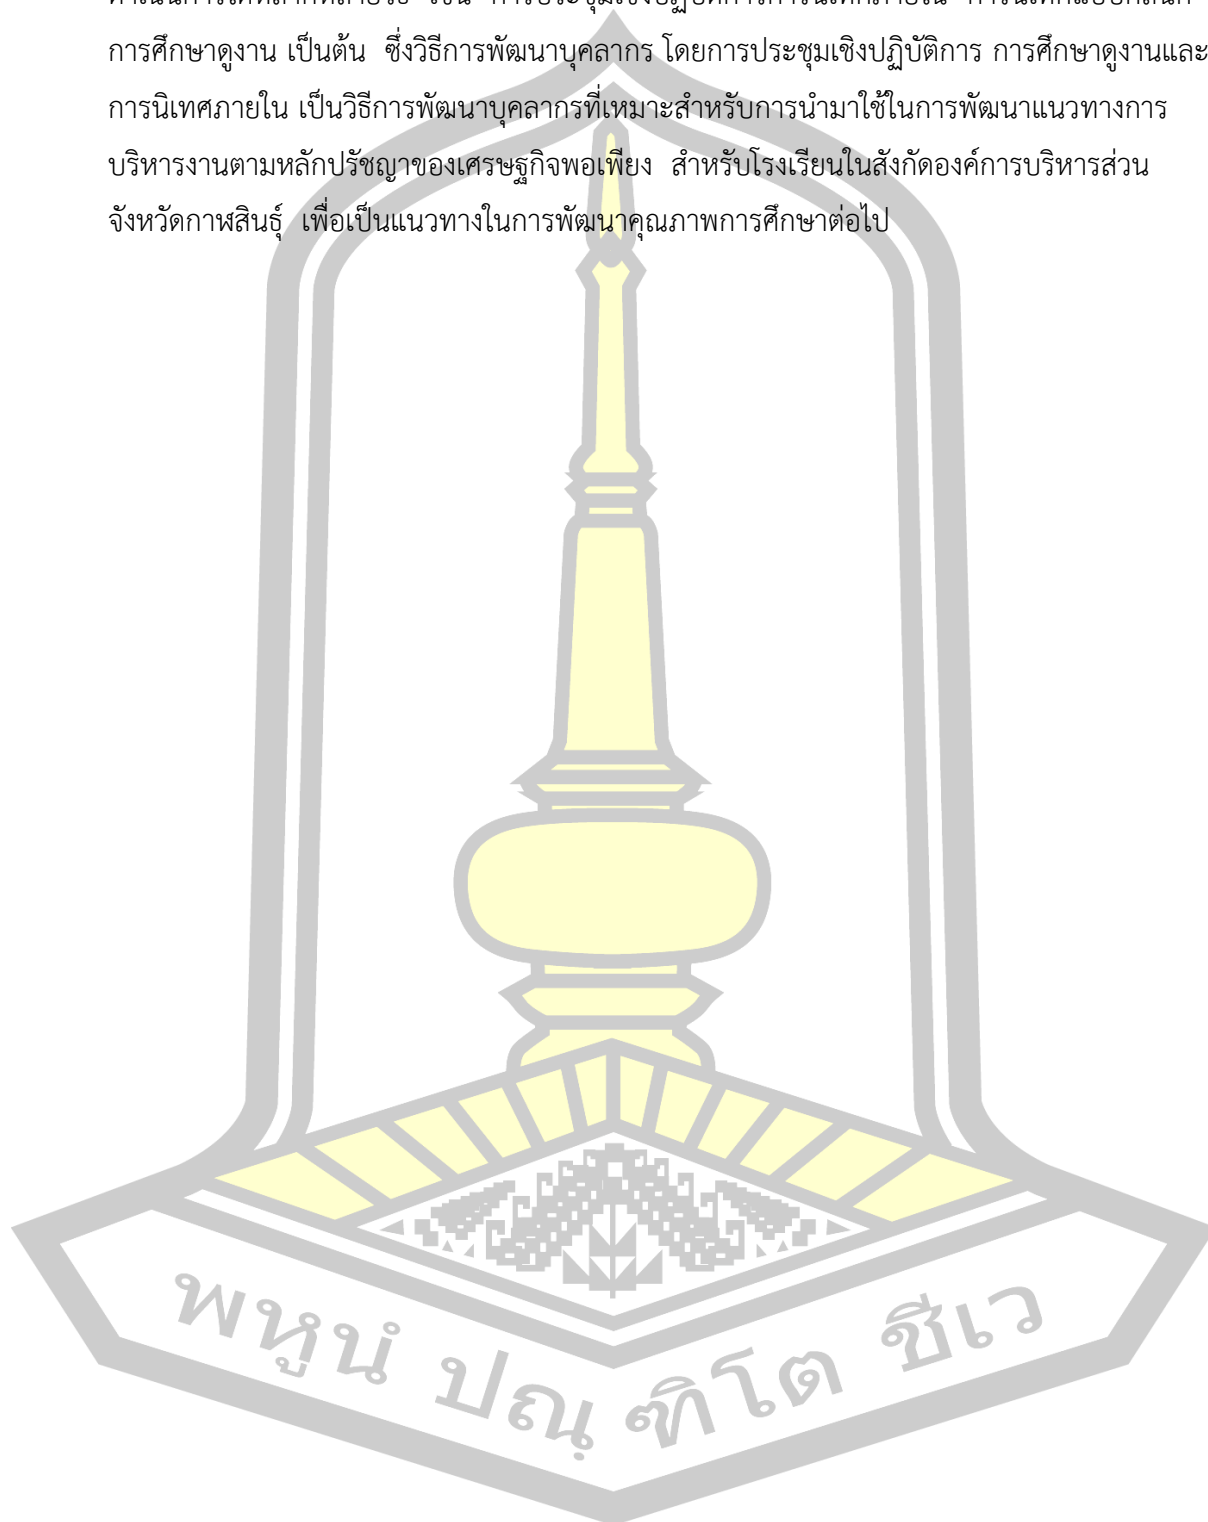 การศึกษาดูงาน เป็นต้น ซึ่งวิธีการพัฒนาบุคลากร โดยการประชุมเชิงปฏิบัติการ การศึกษาดูงานและ
การนิเทศภายใน เป็นวิธีการพัฒนาบุคลากรที่เหมาะสำหรับการนำมาใช้ในการพัฒนาแนวทางการ
บริหารงานตามหลักปรัชญาของเศรษฐกิจพอเพียง สำหรับโรงเรียนในสังกัดองค์การบริหารส่วน
จังหวัดกาฬสินธุ์ เพื่อเป็นแนวทางในการพัฒนาคุณภาพการศึกษาต่อไป
พหูนํ ปณฺฑิโต ชีเว